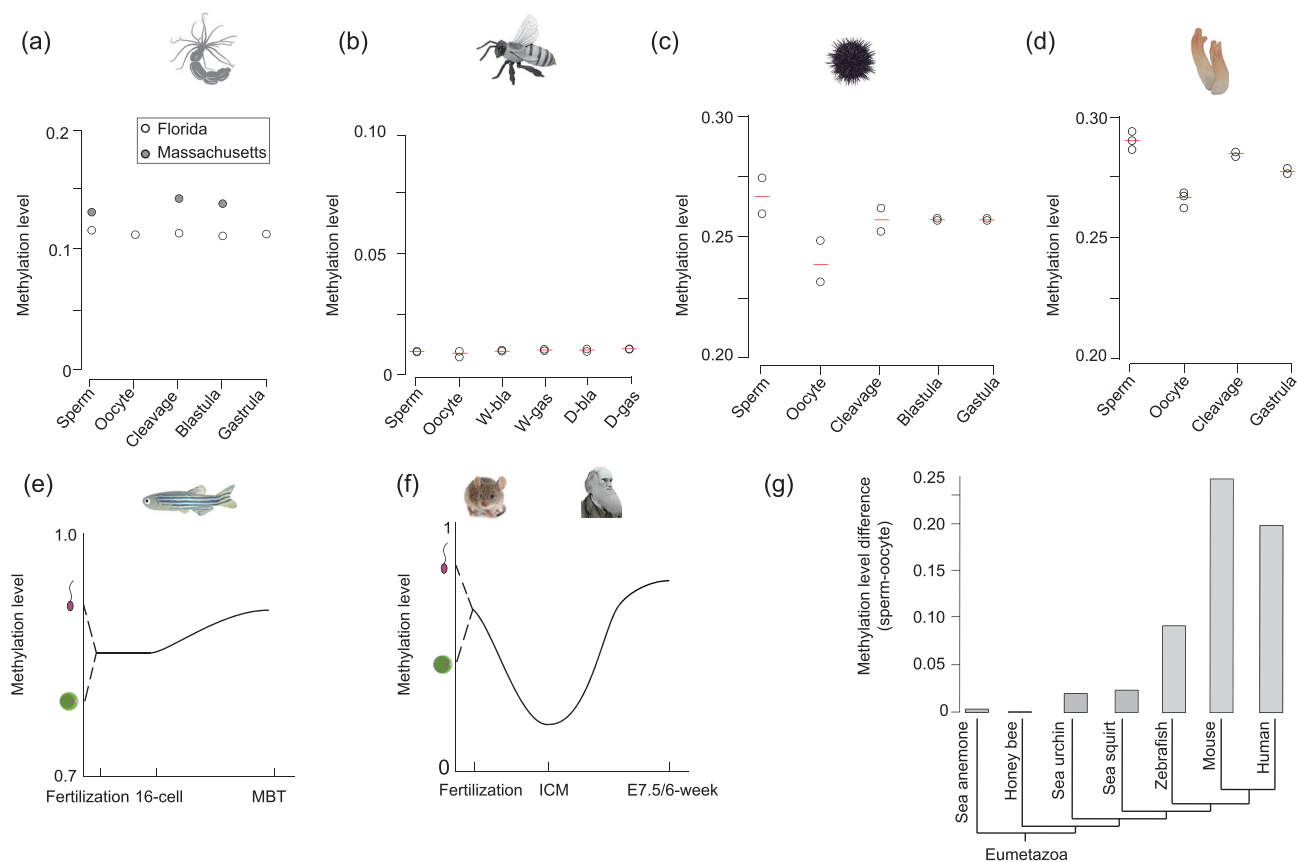 (a)
Florida
Massachusetts
Methylation level
0.2
0.1
0
Sperm
Oocyte
Cleavage
Blastula
Gastrula
(b)
Methylation level
0.10
0.05
0
Sperm
Oocyte
W-bla
W-gas
D-bla
D-gas
(c)
Methylation level
0.30
0.25
0.20
Sperm
Oocyte
Cleavage
Blastula
Gastula
(d)
Methylation level
0.30
0.25
0.20
Sperm
Oocyte
Cleavage
Gastrula
(e)
Methylation level
1.0
0.7
Fertilization 16-cell MBT
(f)
Methylation level
1
0
Fertilization ICM E7.5/6-week
(g)
Methylation level difference
(sperm-oocyte)
0.25
0.20
0.15
0.10
0.05
0
Sea anemone
Honey bee
Sea urchin
Sea squirt
Zebrafish
Mouse
Human
Eumetazoa